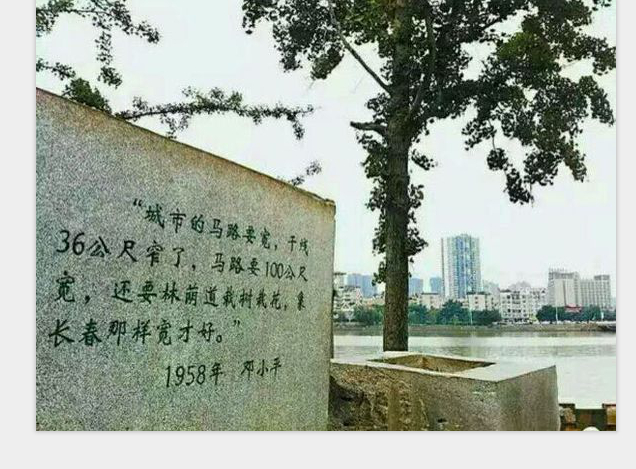 “城市的马路要宽，干线
36公尺窄了，马路要100公尺
宽，还要林荫道栽树栽花，象
长春那样宽才好。”
1958年 邓小平